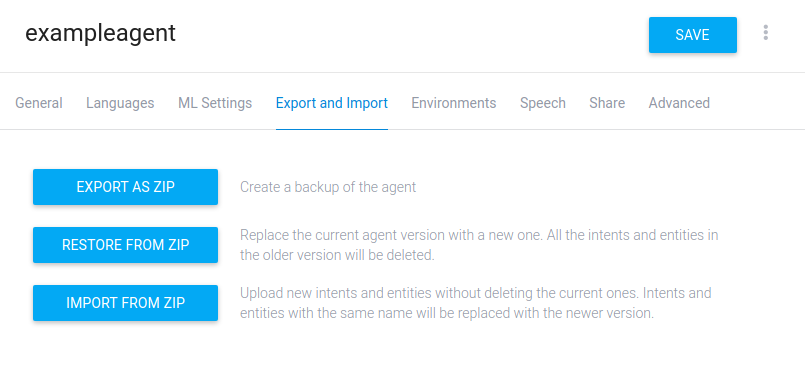 exampleagent
SAVE
General Languages ML Settings Export and Import Environments Speech Share Advanced
EXPORT AS ZIP
Create a backup of the agent
RESTORE FROM ZIP
Replace the current agent version with a new one. All the intents and entities in
the older version will be deleted.
IMPORT FROM ZIP
Upload new intents and entities without deleting the current ones. Intents and
entities with the same name will be replaced with the newer version.